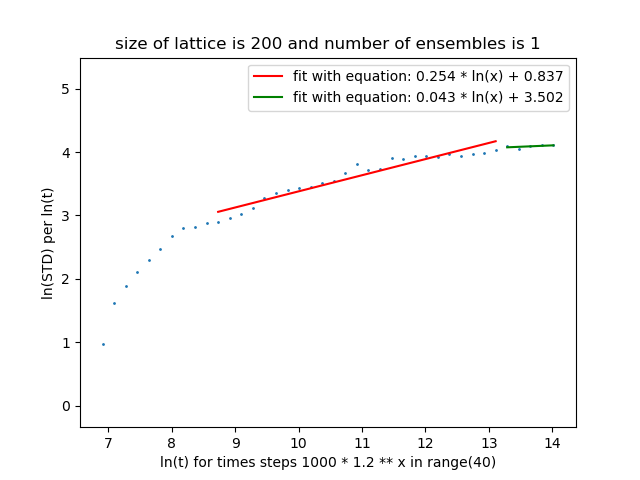 size of lattice is 200 and number of ensembles is 1
fit with equation: 0.254 * ln(x) + 0.837
fit with equation: 0.043 * ln(x) + 3.502
ln(STD) per ln(t)
5
4
3
2
1
0
7 8 9 10 11 12 13 14
ln(t) for times steps 1000 * 1.2 ** x in range(40)